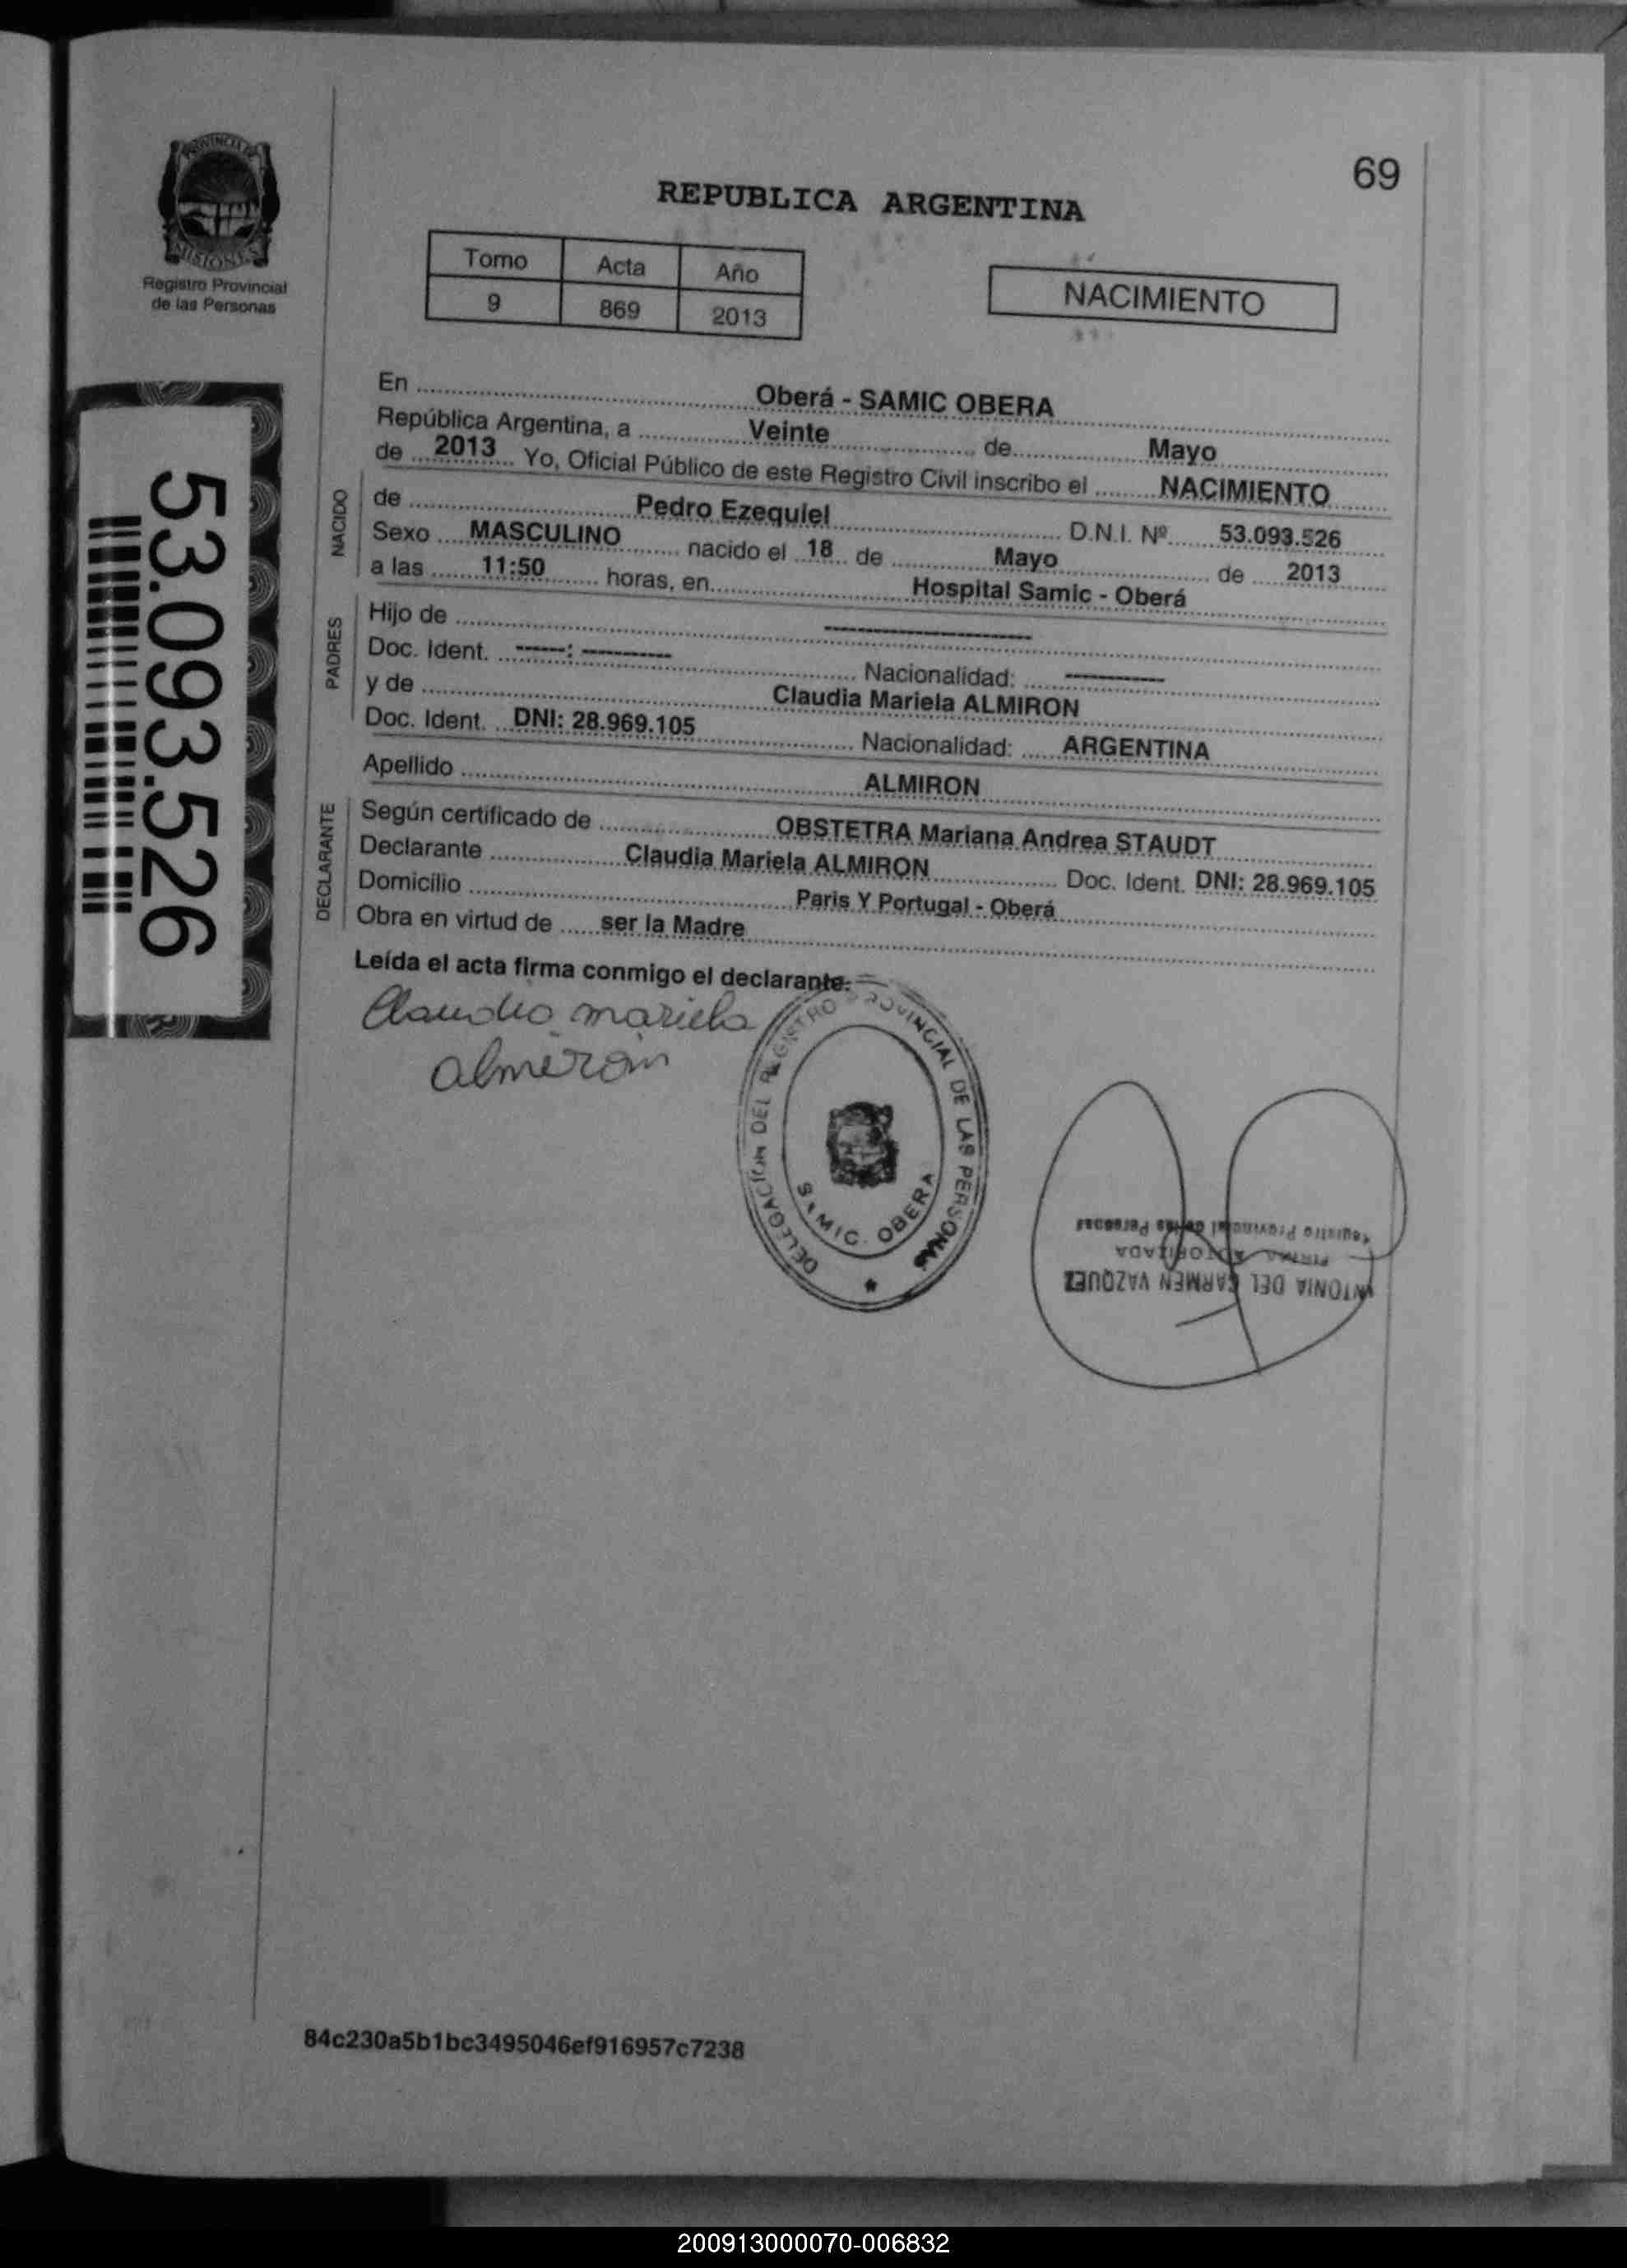 69
PROVINCIA DE
MISIONES
Registro Provincial
de las Personas
REPUBLICA ARGENTINA
Tomo Acta Año
9 869 2013
NACIMIENTO
53.093.526
En Oberá - SAMIC OBERA
República Argentina, a Veinte de Mayo
de 2013 Yo, Oficial Público de este Registro Civil inscribo el NACIMIENTO
NACIDO
de Pedro Ezequiel D.N.I. Nº 53.093.526
Sexo MASCULINO nacido el 18 de Mayo de 2013
a las 11:50 horas, en Hospital Samic - Oberá
PADRES
Hijo de --------------------
Doc. Ident. ------: ---------- Nacionalidad: -----------
y de Claudia Mariela ALMIRON
Doc. Ident. DNI: 28.969.105 Nacionalidad: ARGENTINA
Apellido ALMIRON
DECLARANTE
Según certificado de OBSTETRA Mariana Andrea STAUDT
Declarante Claudia Mariela ALMIRON Doc. Ident. DNI: 28.969.105
Domicilio Paris Y Portugal - Oberá
Obra en virtud de ser la Madre
Leída el acta firma conmigo el declarante.
Claudia mariela
almiron
DELEGACION DEL REGISTRO PROVINCIAL DE LAS PERSONAS
SAMIC. OBERA
ANTONIA DEL CARMEN VAZQUEZ
FIRMA AUTORIZADA
Registro Provincial de las Personas
84c230a5b1bc3495046ef916957c7238
200913000070-006832